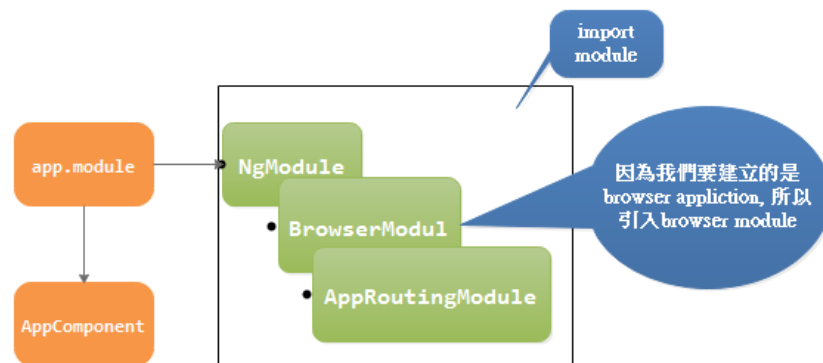 import
module
app.module
NgModule
因為我們要建立的是
browser appliction, 所以
引入browser module
BrowserModul
AppRoutingModule
AppComponent